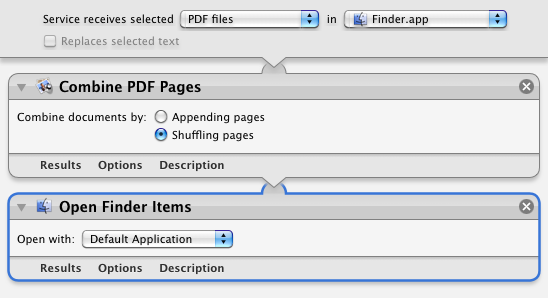 Service receives selected PDF files in Finder.app
Replaces selected text
Combine PDF Pages
Combine documents by: Appending pages
Shuffling pages
Results Options Description
Open Finder Items
Open with: Default Application
Results Options Description